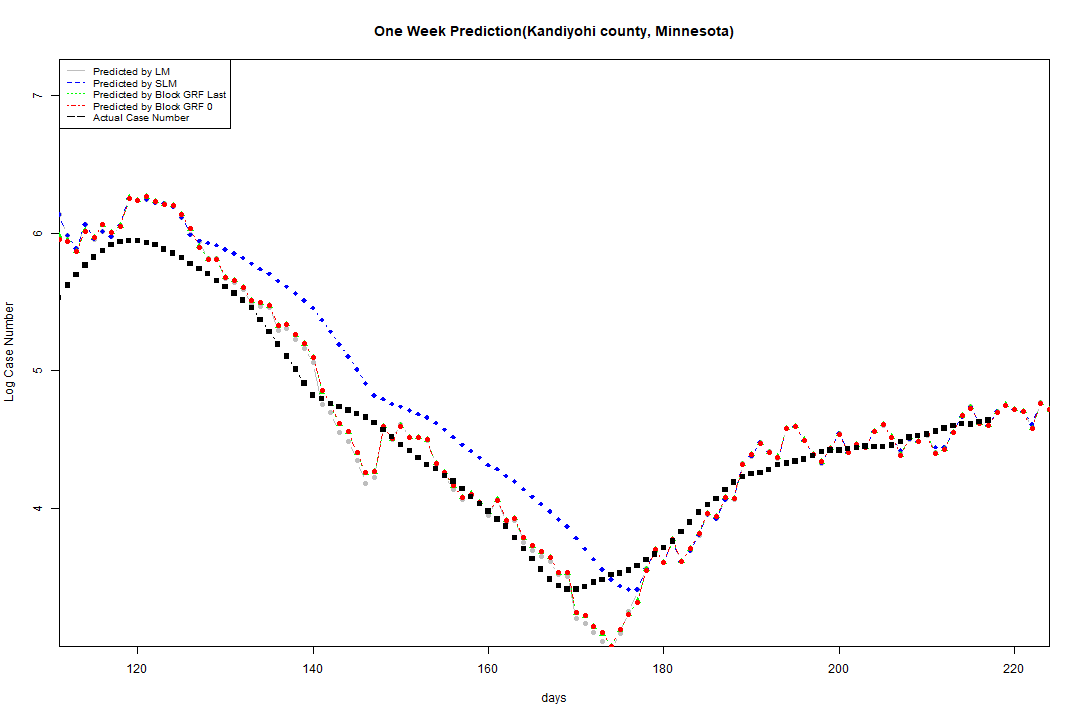 One Week Prediction(Kandiyohi county, Minnesota)
Predicted by LM
Predicted by SLM
Predicted by Block GRF Last
Predicted by Block GRF 0
Actual Case Number
7
6
5
4
Log Case Number
120 140 160 180 200 220
days